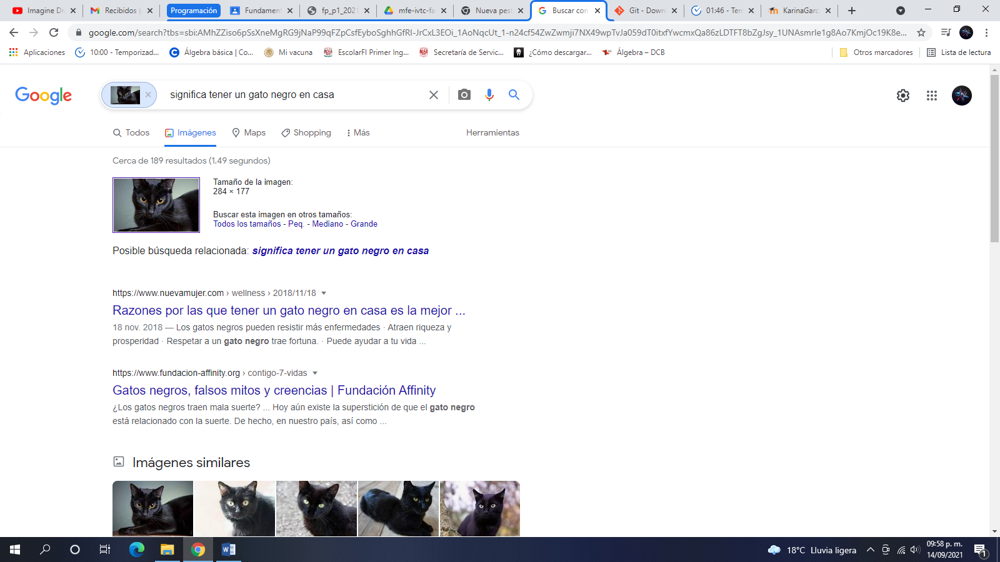 Imagine Dr
Recibidos (
Programación
Fundament
fp_p1_2021
mfe-ivtc-fa
Nueva pest
Buscar con
Git - Down
01:46 - Tem
KarinaGarc
google.com/search?tbs=sbi:AMhZZiso6pSsXneMgRG9jNaP99qFZpCsfEyboSghhGfRI-JrCxL3EOi_1AoNqcUt_1-n24cf54ZwZwmji7NX49wpTvJa059dT0itxfYwcmxQa86zLDTFT8bZgJsy_1UNAsmrIe1g8Ao7KmjOc19K8e...
Aplicaciones
10:00 - Temporizad...
Álgebra básica | Co...
Mi vacuna
EscolarFI Primer Ing...
Secretaría de Servic...
¿Cómo descargar...
Álgebra – DCB
Otros marcadores
Lista de lectura
Google
significa tener un gato negro en casa
Todos
Imágenes
Maps
Shopping
Más
Herramientas
Cerca de 189 resultados (1.49 segundos)
Tamaño de la imagen:
284 × 177
Buscar esta imagen en otros tamaños:
Todos los tamaños - Peq. - Mediano - Grande
Posible búsqueda relacionada: significa tener un gato negro en casa
https://www.nuevamujer.com › wellness › 2018/11/18
Razones por las que tener un gato negro en casa es la mejor ...
18 nov. 2018 — Los gatos negros pueden resistir más enfermedades · Atraen riqueza y
prosperidad · Respetar a un gato negro trae fortuna. · Puede ayudar a tu vida ...
https://www.fundacion-affinity.org › contigo-7-vidas
Gatos negros, falsos mitos y creencias | Fundación Affinity
¿Los gatos negros traen mala suerte? ... Hoy aún existe la superstición de que el gato negro
está relacionado con la suerte. De hecho, en nuestro país, así como ...
Imágenes similares
18°C Lluvia ligera
09:58 p. m.
14/09/2021
1